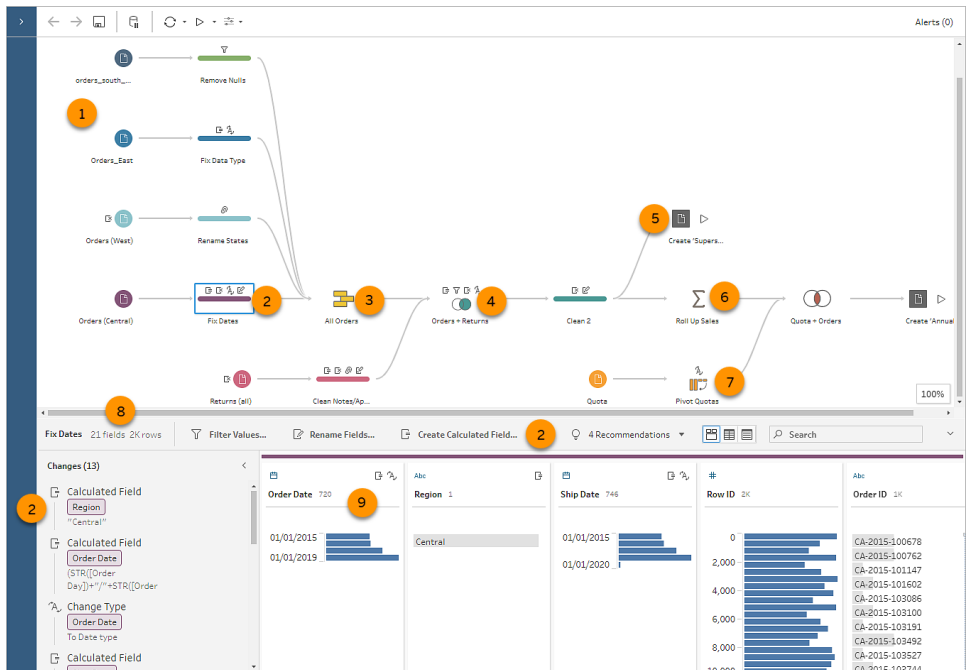 Alerts (0)
orders_south_...
Remove Nulls
1
Orders_East
Fix Data Type
Orders (West)
Rename States
5
Create 'Supers...
Orders (Central)
Fix Dates
2
All Orders
3
Orders + Returns
4
Clean 2
Roll Up Sales
6
Quota + Orders
Create 'Annual
Returns (all)
Clean Notes/Ap...
Quota
Pivot Quotas
7
100%
8
Fix Dates 21 fields 2K rows
Filter Values...
Rename Fields...
Create Calculated Field...
2
4 Recommendations
Search
Changes (13)
2
Calculated Field
Region
"Central"
Calculated Field
Order Date
(STR([Order
Day])+"/"+STR([Order
Change Type
Order Date
To Date type
Calculated Field
Order Date 720
9
01/01/2015
01/01/2019
Abc
Region 1
Central
Ship Date 746
01/01/2015
01/01/2020
#
Row ID 2K
0
2,000
4,000
6,000
8,000
10,000
Abc
Order ID 1K
CA-2015-100678
CA-2015-100762
CA-2015-101147
CA-2015-101602
CA-2015-103086
CA-2015-103100
CA-2015-103191
CA-2015-103492
CA-2015-103527
CA-2015-103744